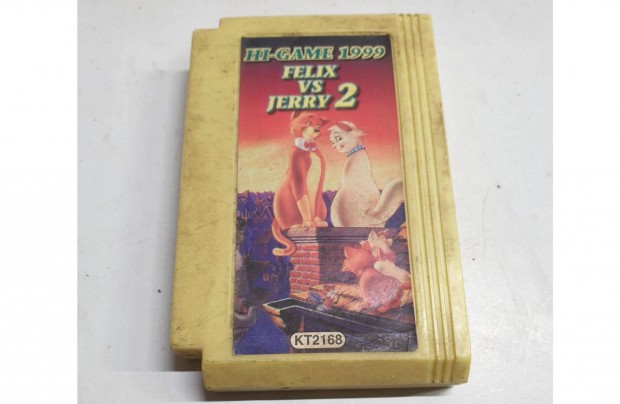 HI-GAME 1999
FELIX
VS
JERRY 2
KT2168